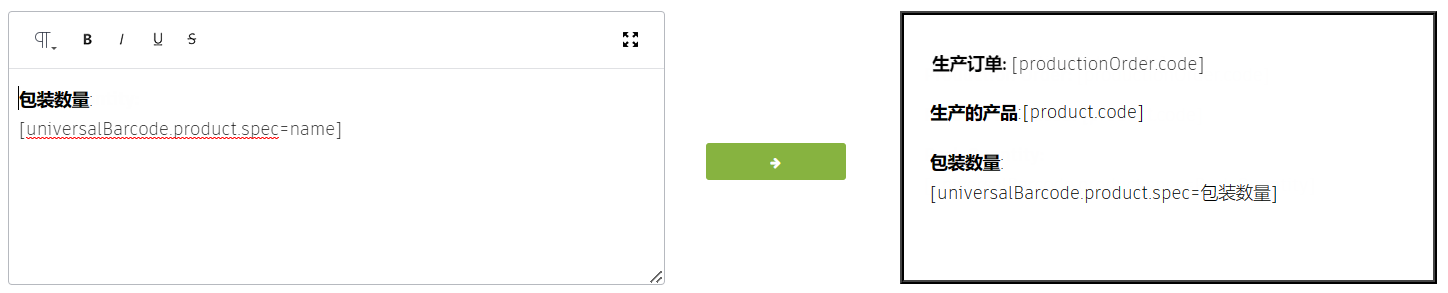 B I U S
包装数量:
[universalBarcode.product.spec=name]
生产订单: [productionOrder.code]
生产的产品:[product.code]
包装数量:
[universalBarcode.product.spec=包装数量]